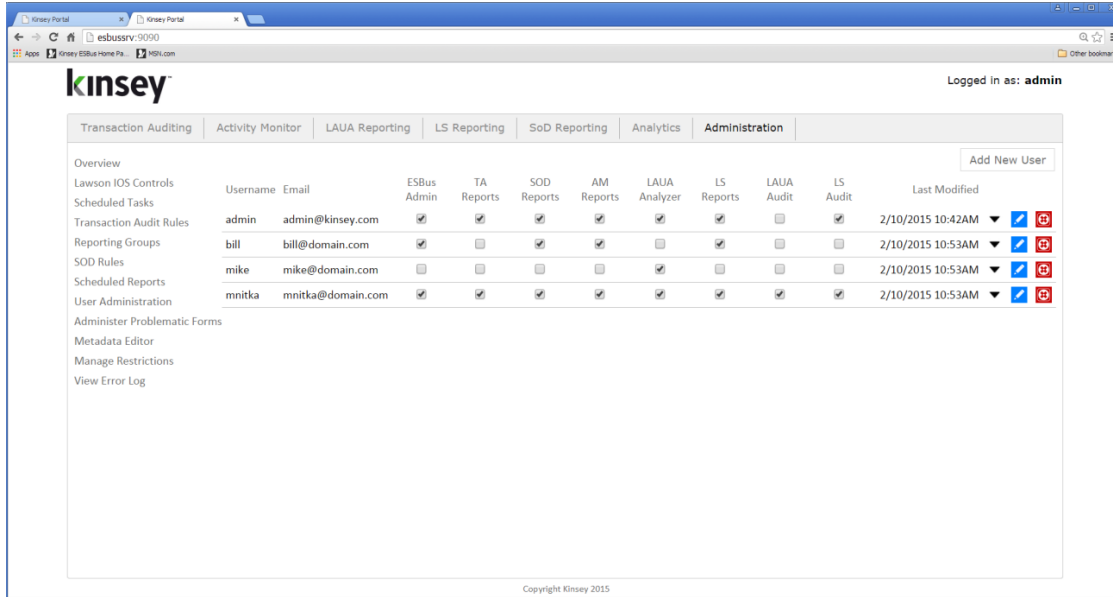 Kinsey Portal
Kinsey Portal
esbussrv:9090
Apps Kinsey ESBus Home Pa... MSN.com Other bookmar
kinsey™
Logged in as: admin
Transaction Auditing Activity Monitor LAUA Reporting LS Reporting SoD Reporting Analytics Administration
Add New User
Overview
Lawson IOS Controls
Scheduled Tasks
Transaction Audit Rules
Reporting Groups
SOD Rules
Scheduled Reports
User Administration
Administer Problematic Forms
Metadata Editor
Manage Restrictions
View Error Log
Username Email ESBus Admin TA Reports SOD Reports AM Reports LAUA Analyzer LS Reports LAUA Audit LS Audit Last Modified
admin admin@kinsey.com 2/10/2015 10:42AM
bill bill@domain.com 2/10/2015 10:53AM
mike mike@domain.com 2/10/2015 10:53AM
mnitka mnitka@domain.com 2/10/2015 10:53AM
Copyright Kinsey 2015